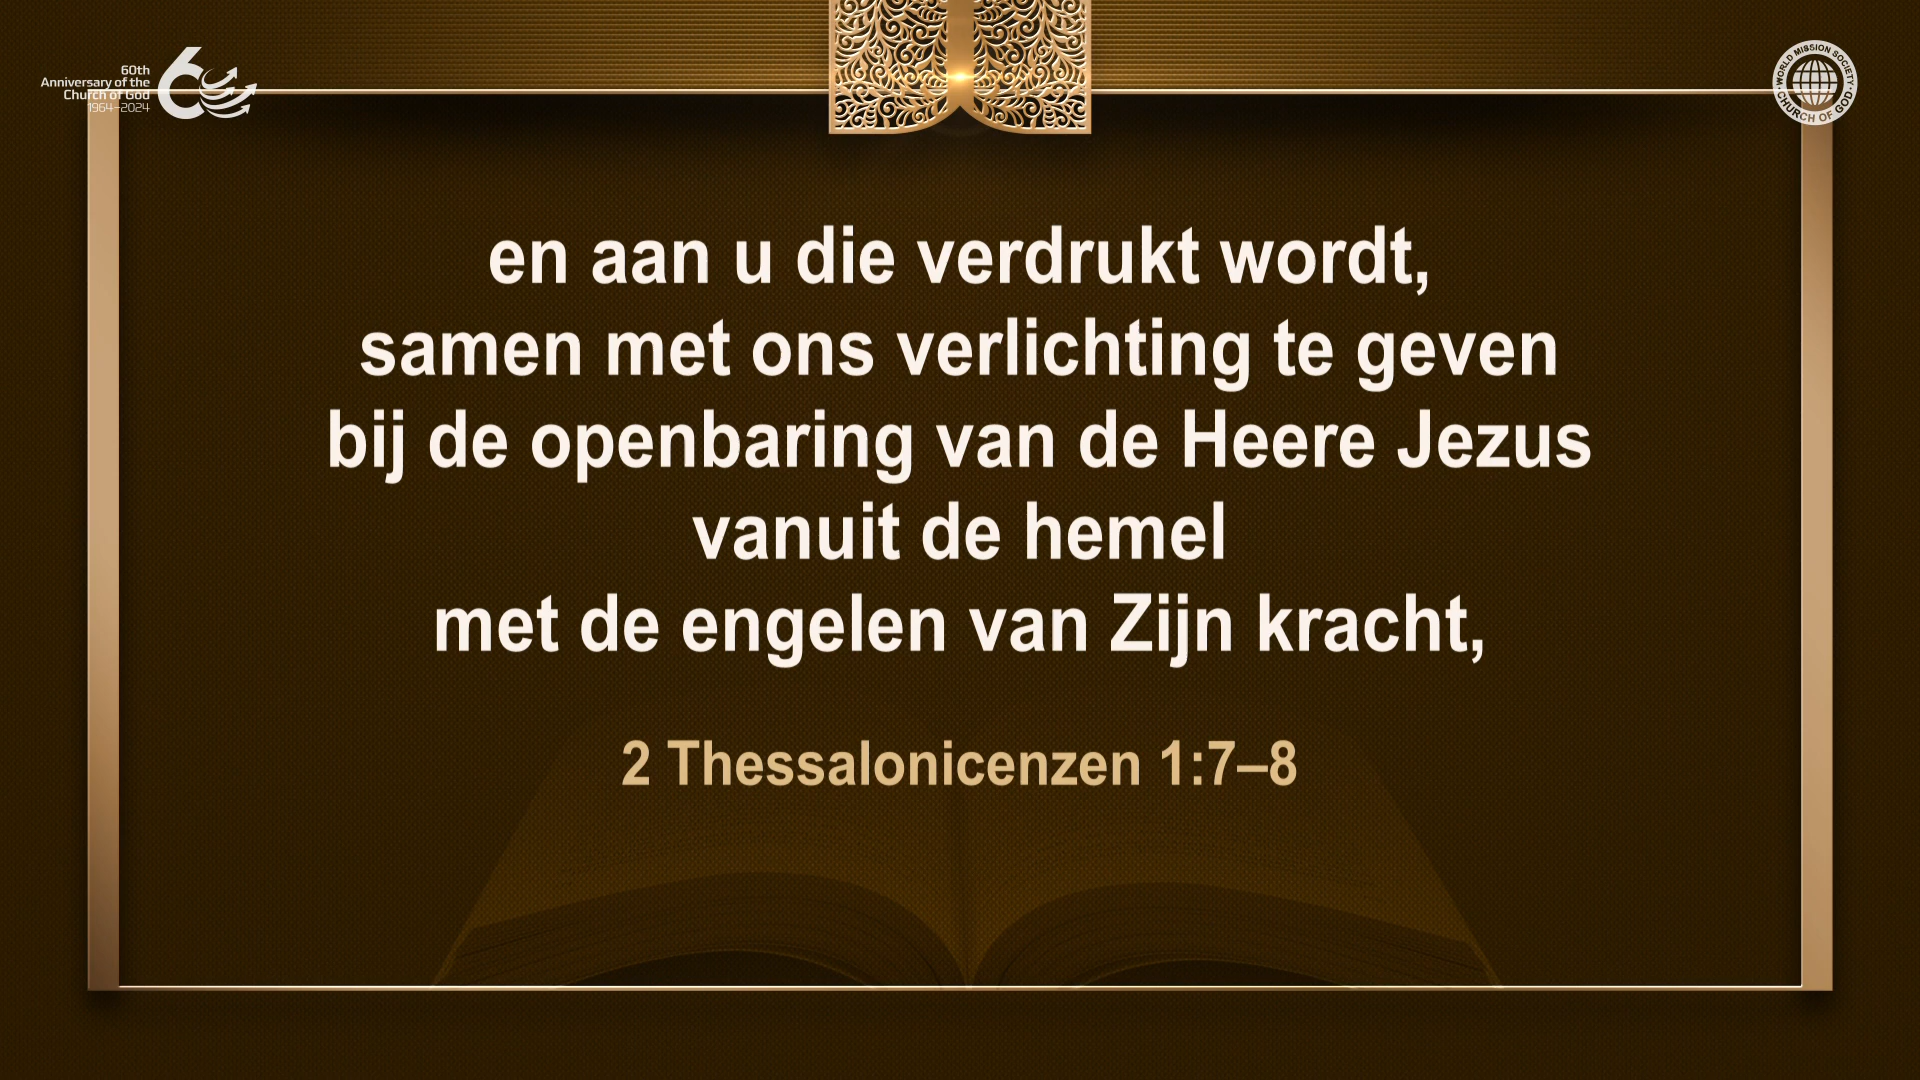 60th
Anniversary of the
Church of God
1964–2024
60
WORLD MISSION SOCIETY
CHURCH OF GOD
en aan u die verdrukt wordt,
samen met ons verlichting te geven
bij de openbaring van de Heere Jezus
vanuit de hemel
met de engelen van Zijn kracht,
2 Thessalonicenzen 1:7–8